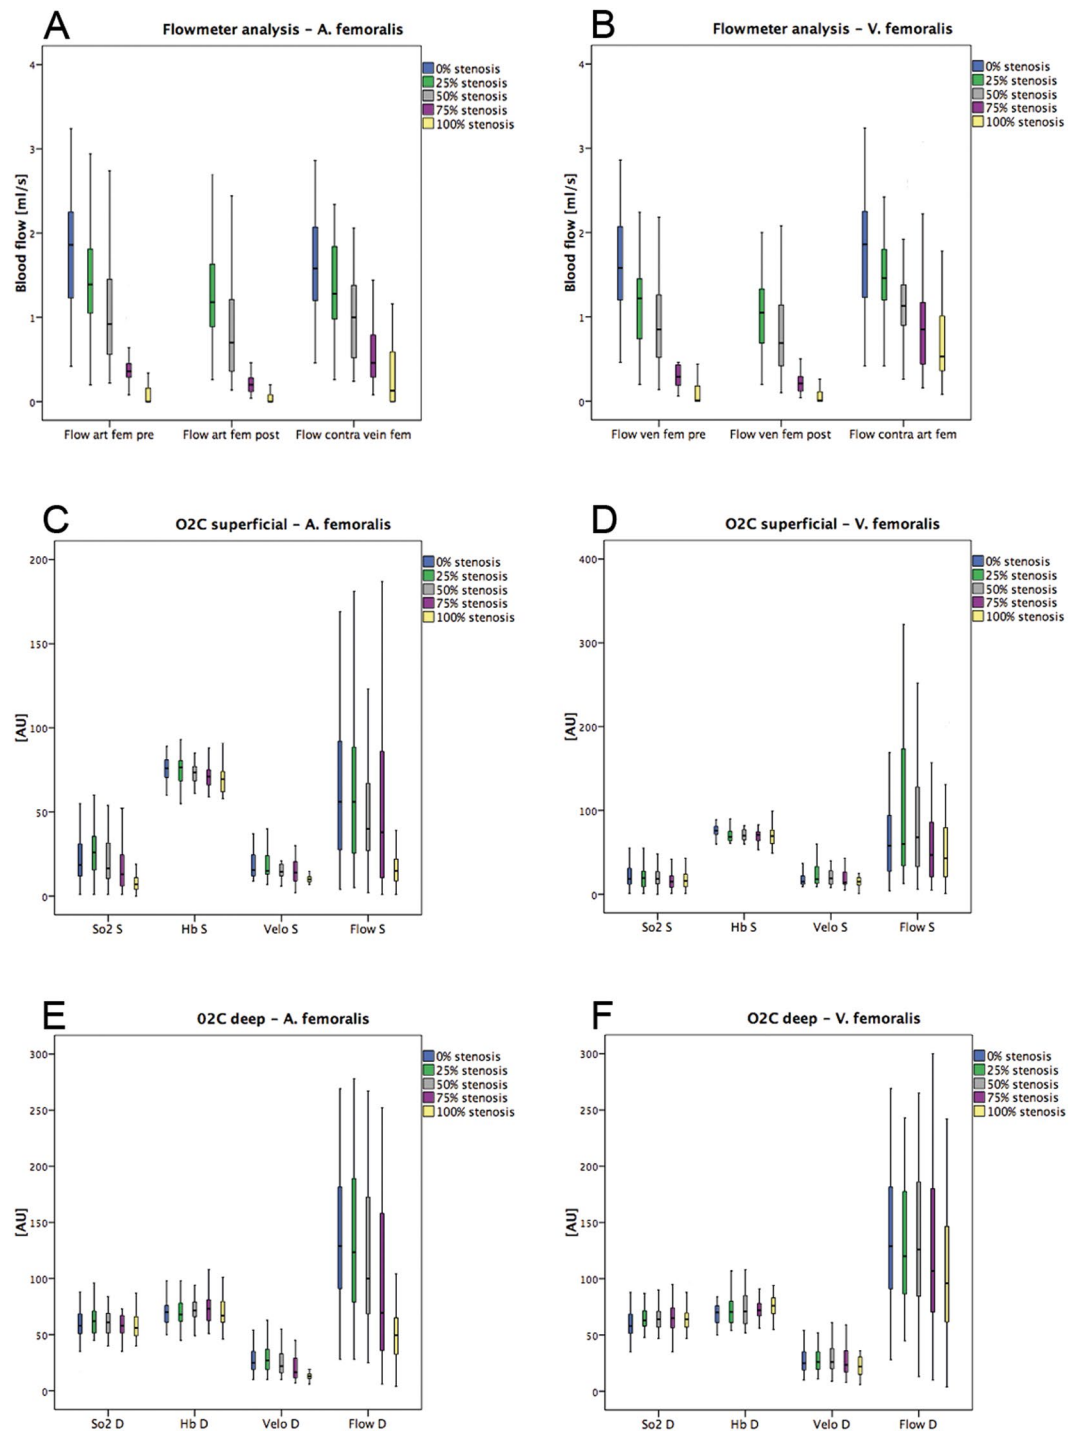 A
Flowmeter analysis – A. femoralis
4
3
2
1
0
Blood flow [ml/s]
0% stenosis
25% stenosis
50% stenosis
75% stenosis
100% stenosis
Flow art fem pre
Flow art fem post
Flow contra vein fem
B
Flowmeter analysis – V. femoralis
4
3
2
1
0
Blood flow [ml/s]
0% stenosis
25% stenosis
50% stenosis
75% stenosis
100% stenosis
Flow ven fem pre
Flow ven fem post
Flow contra art fem
C
O2C superficial – A. femoralis
200
150
100
50
0
[AU]
0% stenosis
25% stenosis
50% stenosis
75% stenosis
100% stenosis
So2 S
Hb S
Velo S
Flow S
D
O2C superficial – V. femoralis
400
300
200
100
0
[AU]
0% stenosis
25% stenosis
50% stenosis
75% stenosis
100% stenosis
So2 S
Hb S
Velo S
Flow S
E
02C deep – A. femoralis
300
250
200
150
100
50
0
[AU]
0% stenosis
25% stenosis
50% stenosis
75% stenosis
100% stenosis
So2 D
Hb D
Velo D
Flow D
F
O2C deep – V. femoralis
300
250
200
150
100
50
0
[AU]
0% stenosis
25% stenosis
50% stenosis
75% stenosis
100% stenosis
So2 D
Hb D
Velo D
Flow D